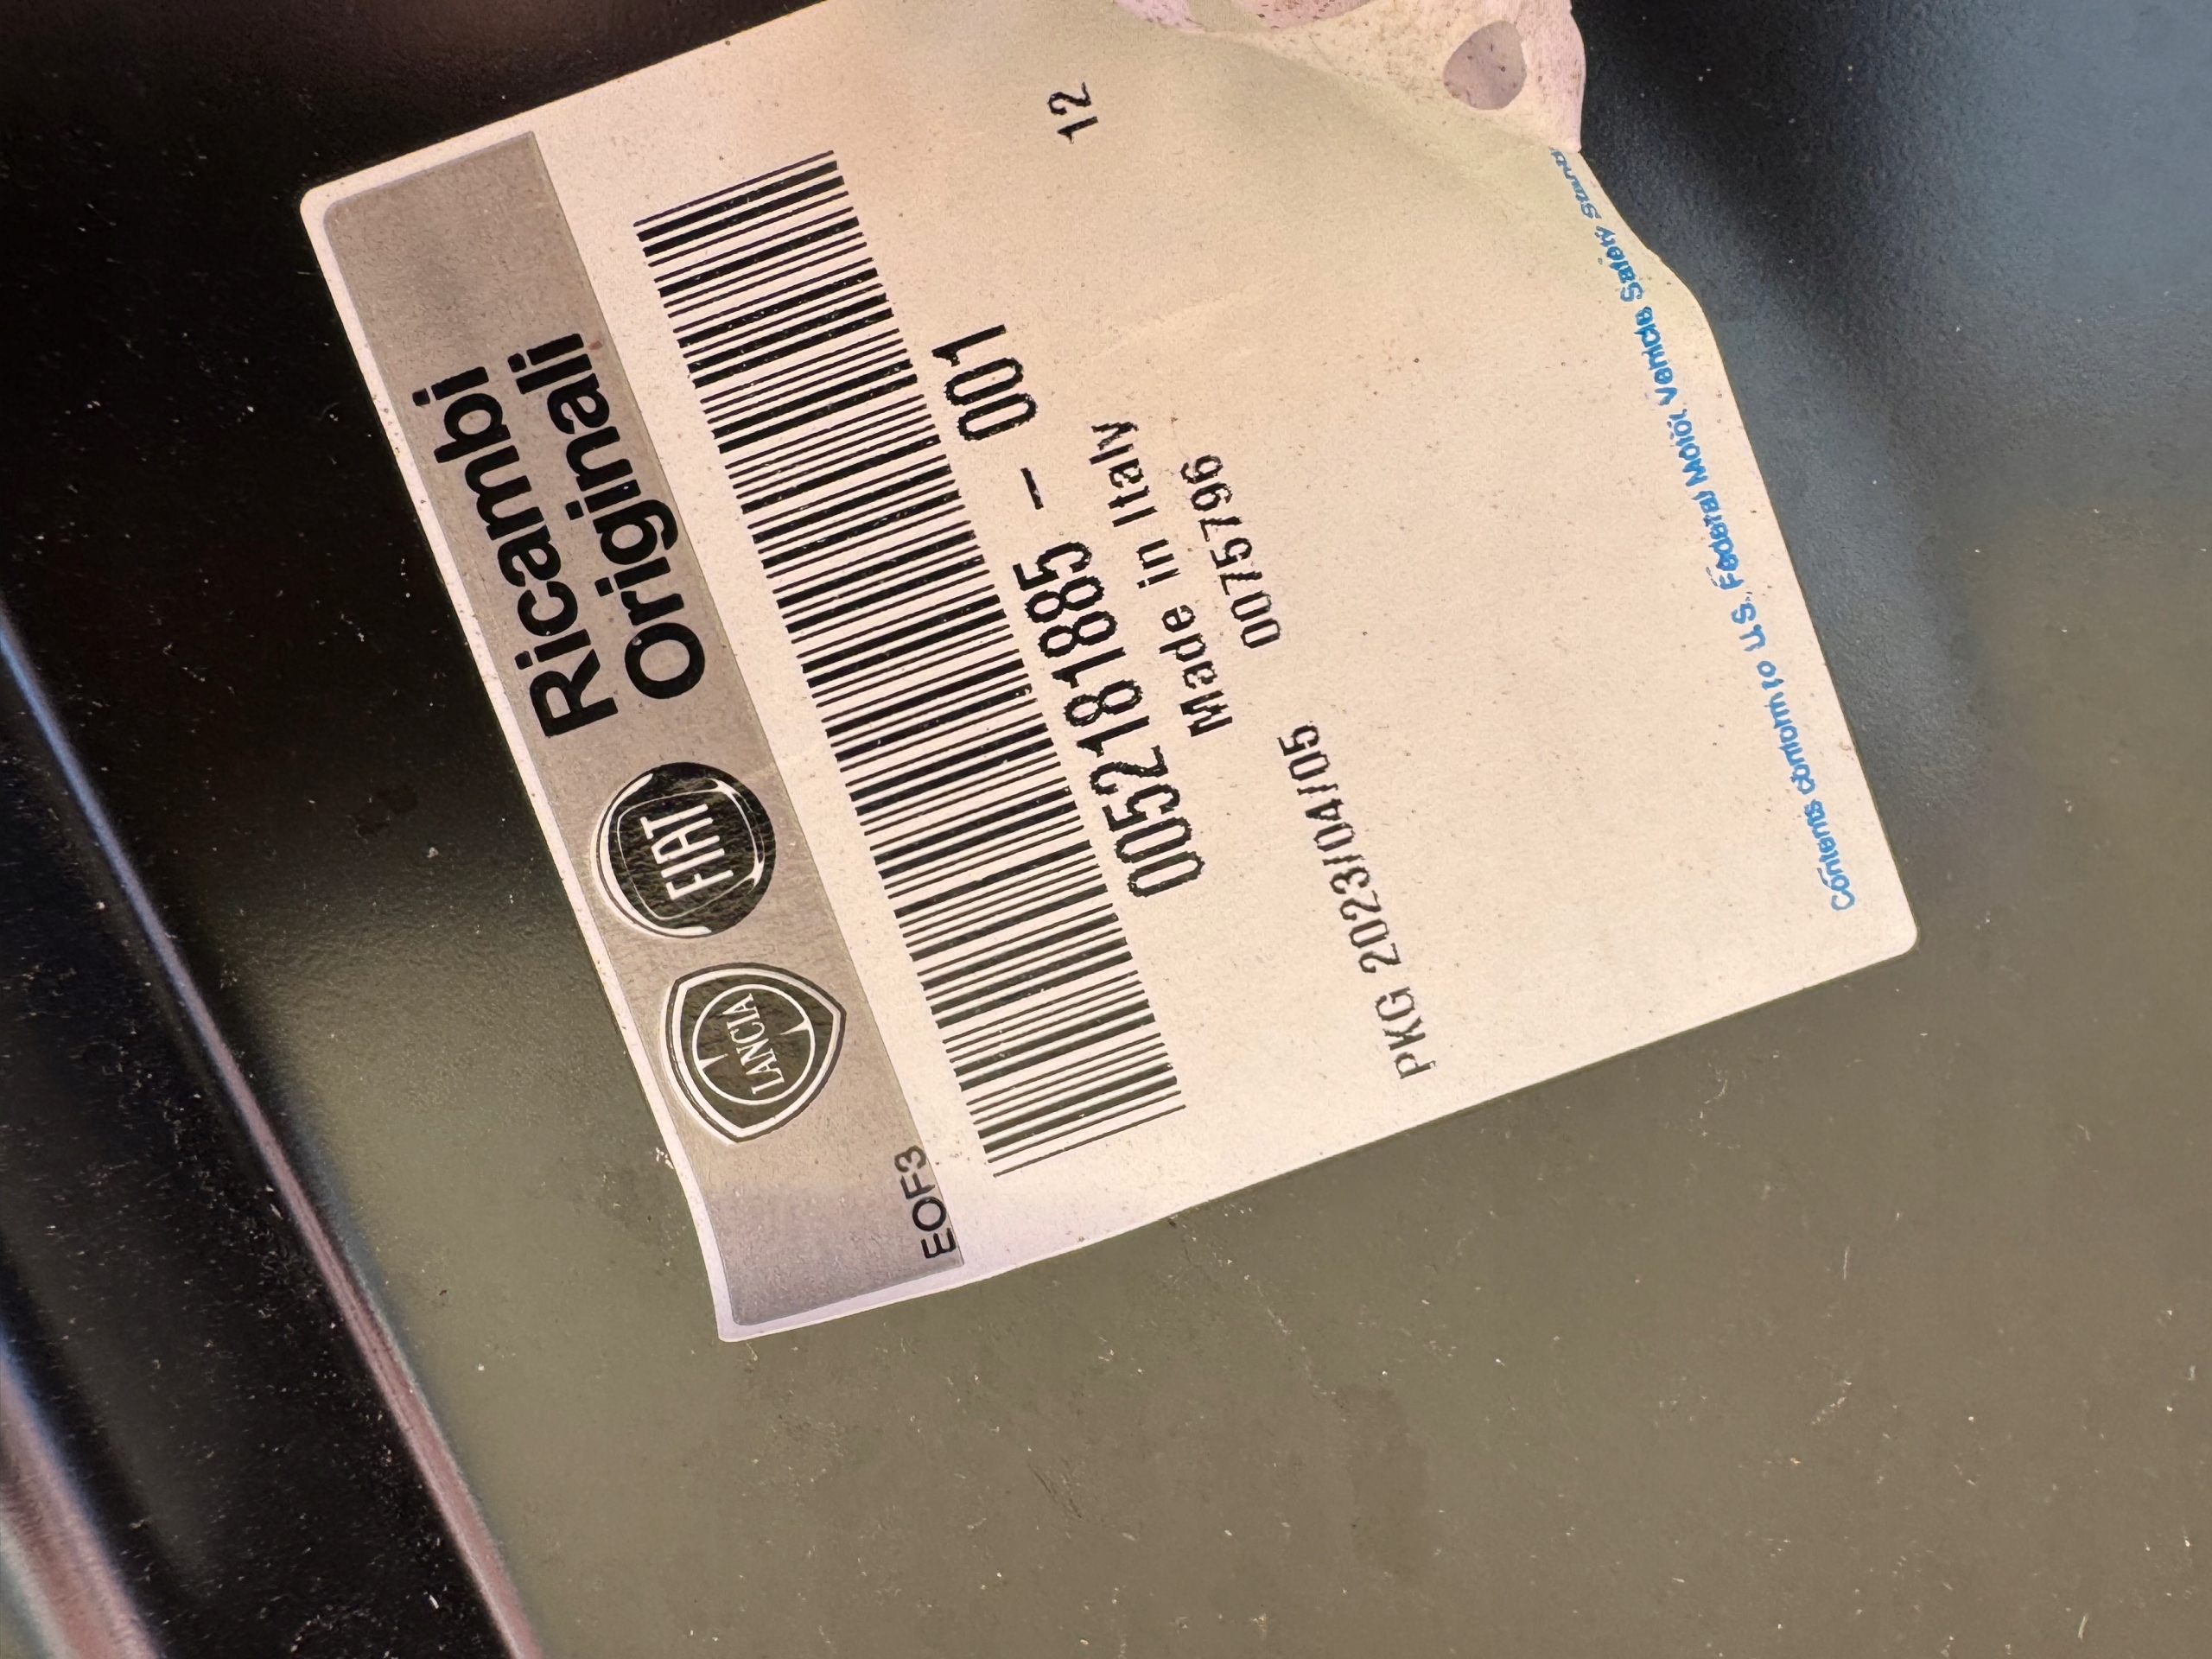 Ricambi
Originali
FIAT
LANCIA
EOF3
0052181885 - 001
Made in Italy
12
0075796
PKG 2023/04/05
Contents conform to U.S. Federal Motor Vehicle Safety